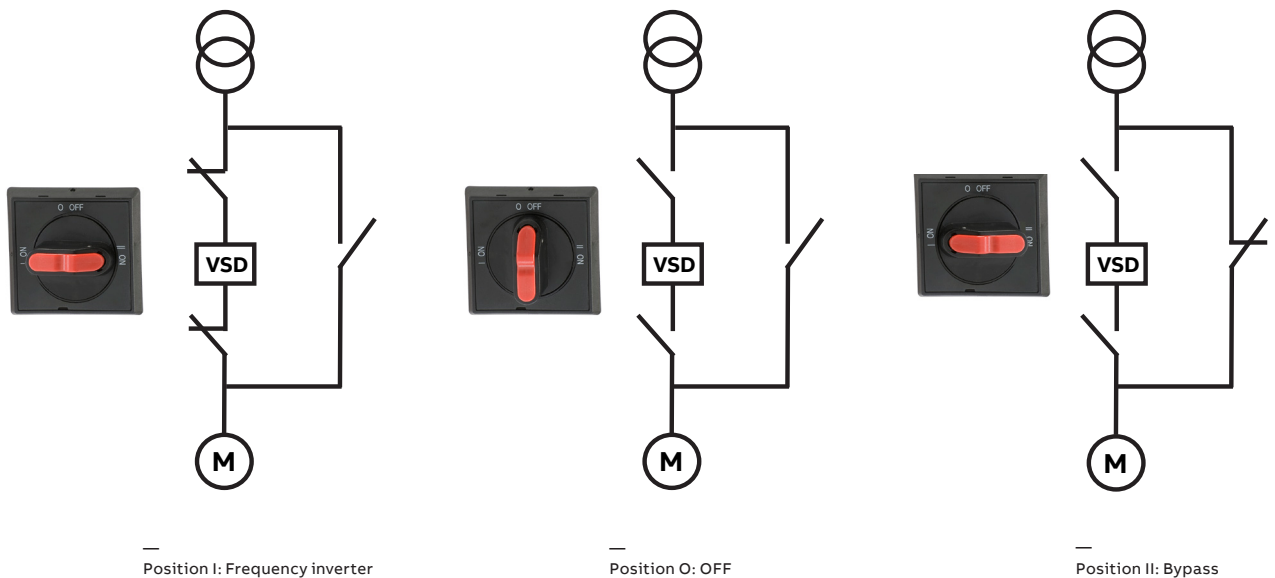 O OFF
I ON
II ON
VSD
M
O OFF
I ON
II ON
VSD
M
O OFF
I ON
II ON
VSD
M
Position I: Frequency inverter
Position O: OFF
Position II: Bypass